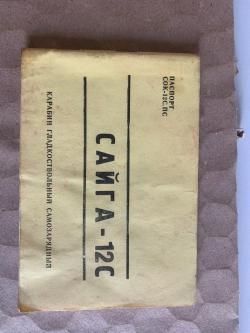 ПАСПОРТ
СОК-12С.ПС
САЙГА-12С
КАРАБИН ГЛАДКОСТВОЛЬНЫЙ САМОЗАРЯДНЫЙ